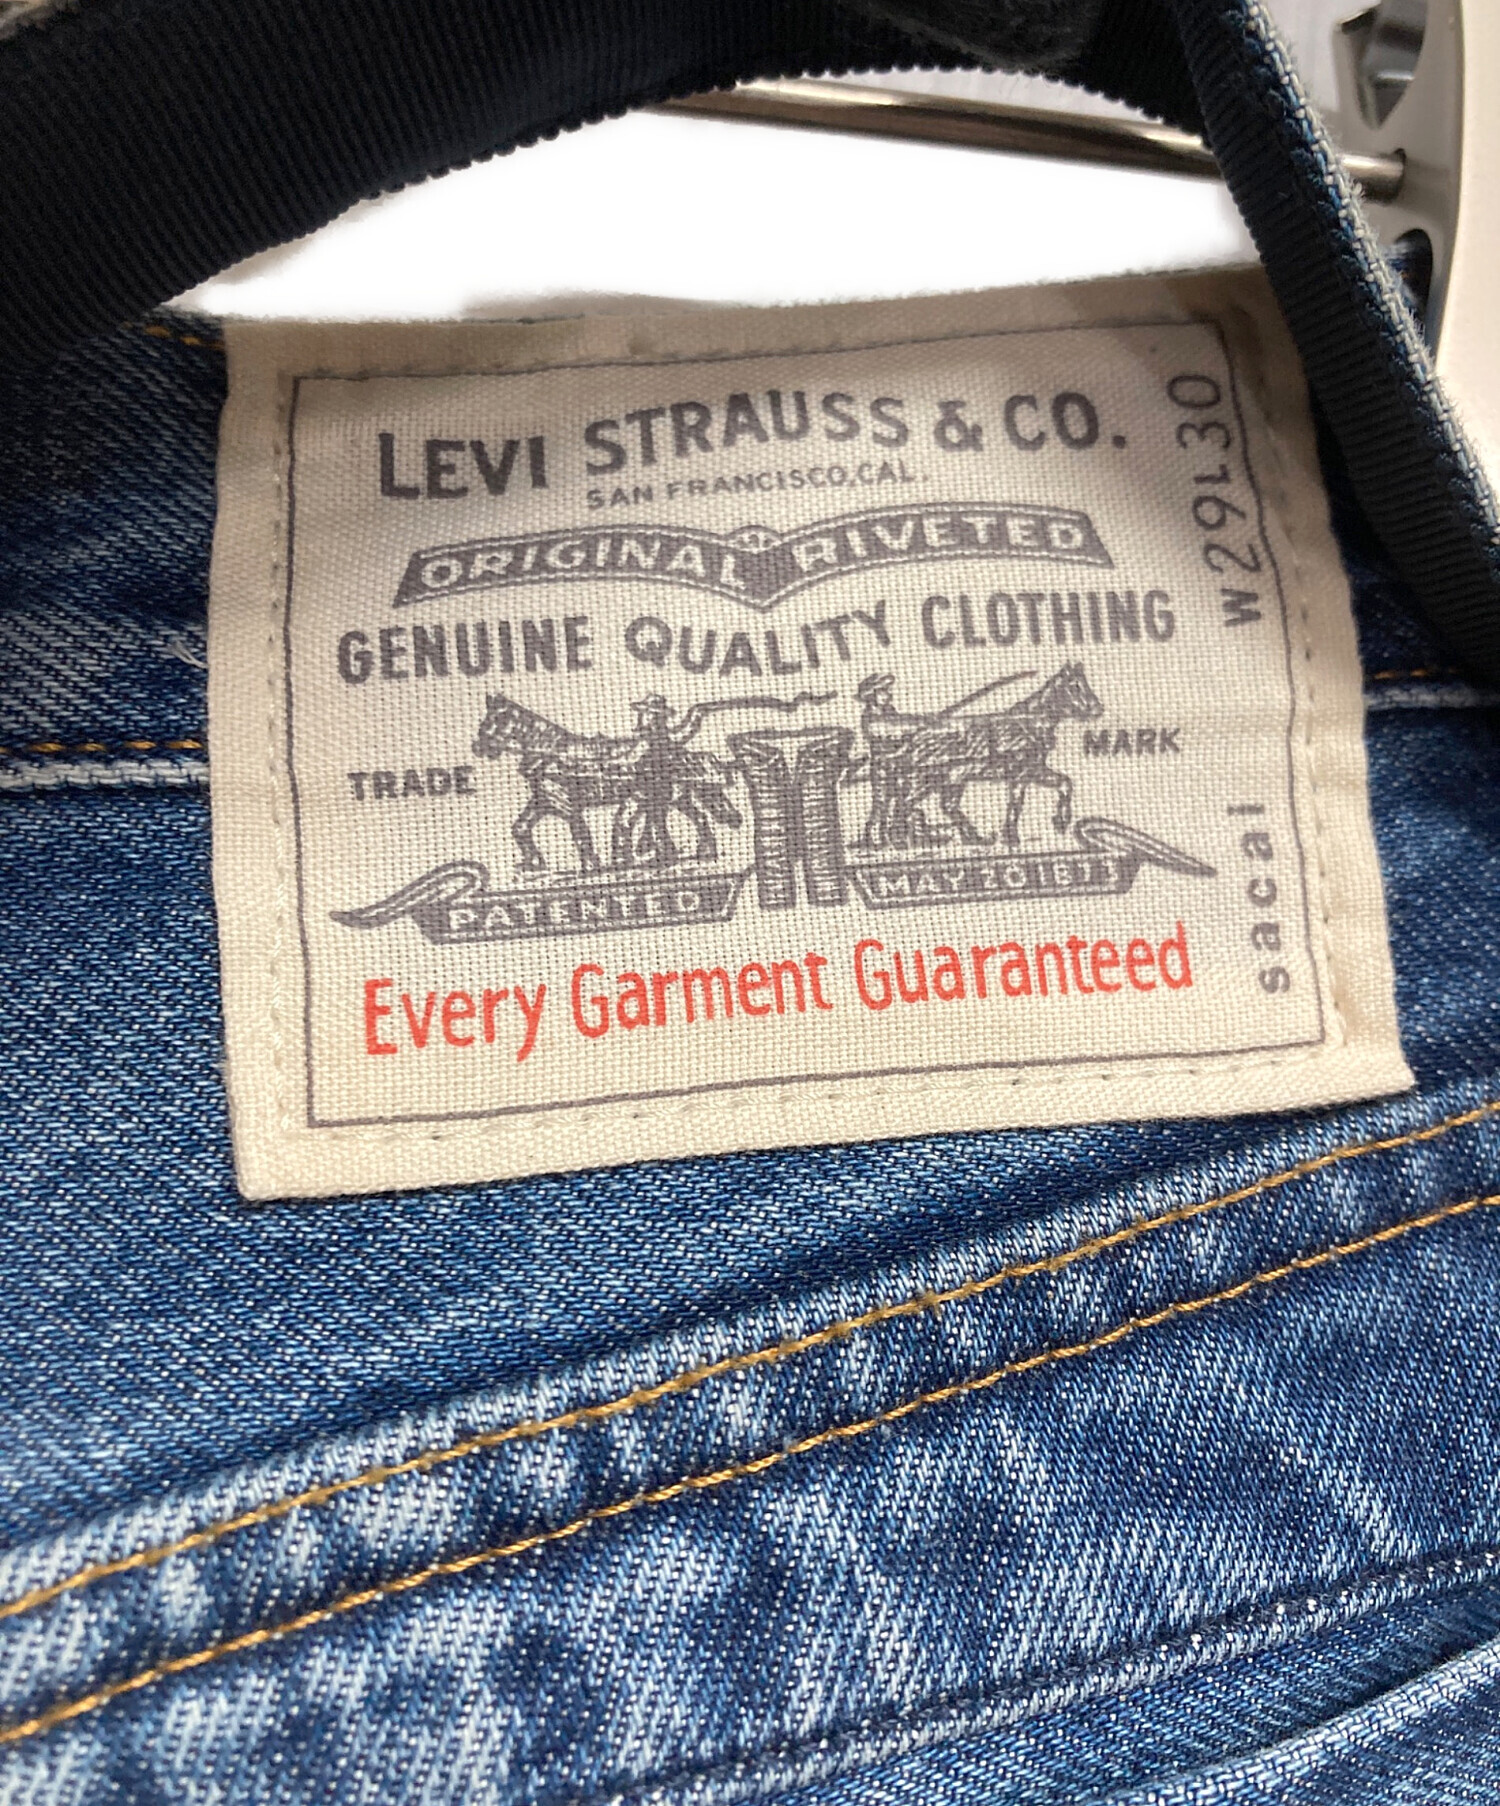 LEVI STRAUSS & CO.
SAN FRANCISCO, CAL.
ORIGINAL RIVETED
GENUINE QUALITY CLOTHING
TRADE MARK
PATENTED MAY 20 1873
Every Garment Guaranteed
W29L30
sacai